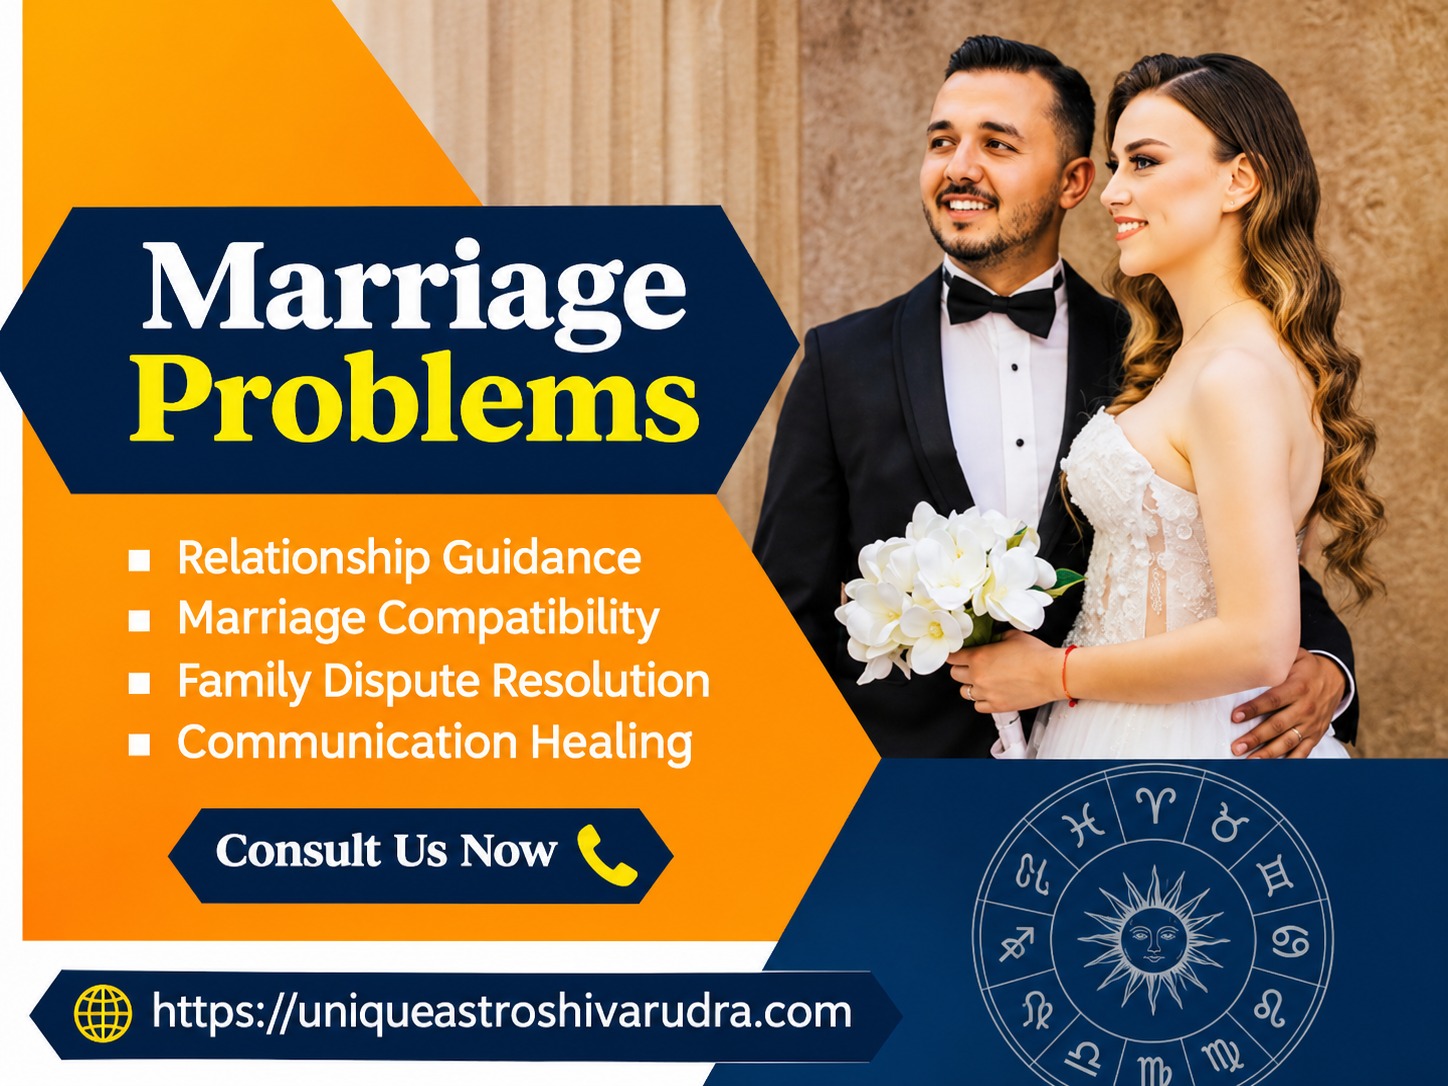 Marriage
Problems
Relationship Guidance
Marriage Compatibility
Family Dispute Resolution
Communication Healing
Consult Us Now
https://uniqueastroshivarudra.com